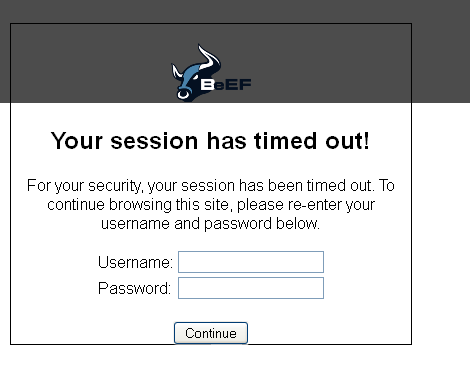 BeEF
Your session has timed out!
For your security, your session has been timed out. To
continue browsing this site, please re-enter your
username and password below.
Username:
Password:
Continue